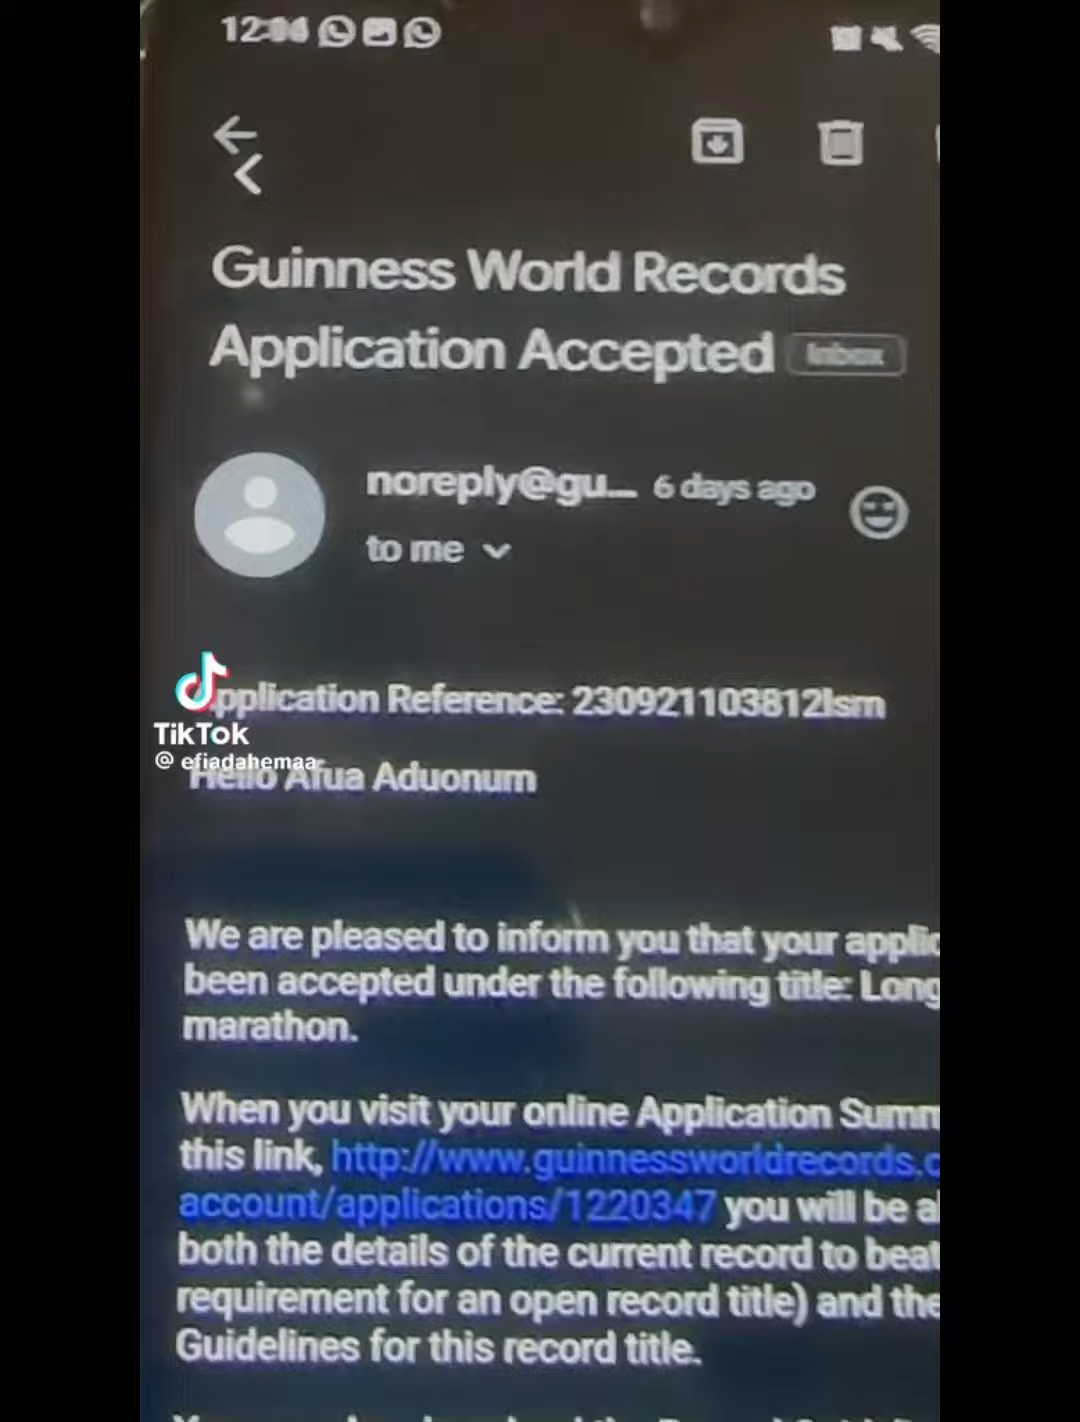 12:04
Guinness World Records
Application Accepted Inbox
noreply@gu... 6 days ago
to me
pplication Reference: 230921103812lsm
TikTok
@ efiadahemaa
Hello Afua Aduonum
We are pleased to inform you that your applic
been accepted under the following title: Long
marathon.
When you visit your online Application Summ
this link, http://www.guinnessworldrecords.c
account/applications/1220347 you will be a
both the details of the current record to beat
requirement for an open record title) and the
Guidelines for this record title.